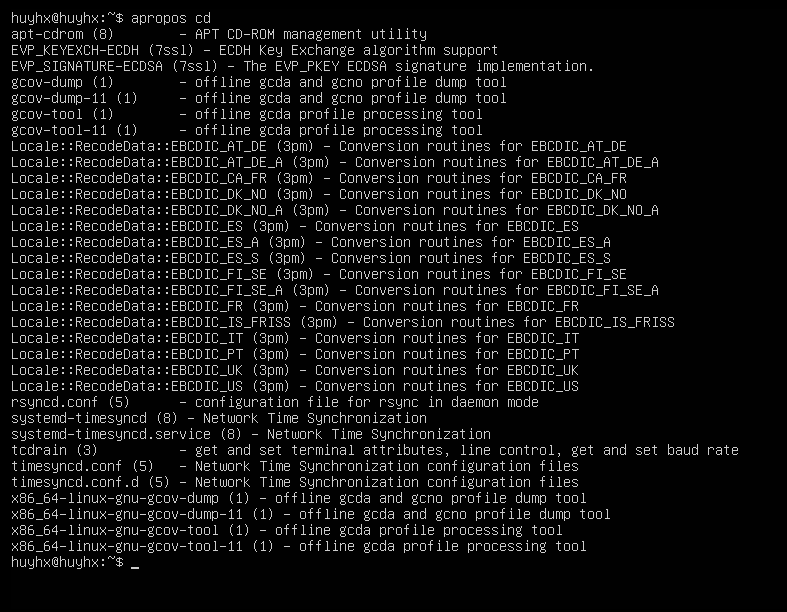 huyhx@huyhx:~$ apropos cd
apt-cdrom (8)        - APT CD-ROM management utility
EVP_KEYEXCH-ECDH (7ssl) - ECDH Key Exchange algorithm support
EVP_SIGNATURE-ECDSA (7ssl) - The EVP_PKEY ECDSA signature implementation.
gcov-dump (1)        - offline gcda and gcno profile dump tool
gcov-dump-11 (1)     - offline gcda and gcno profile dump tool
gcov-tool (1)        - offline gcda profile processing tool
gcov-tool-11 (1)     - offline gcda profile processing tool
Locale::RecodeData::EBCDIC_AT_DE (3pm) - Conversion routines for EBCDIC_AT_DE
Locale::RecodeData::EBCDIC_AT_DE_A (3pm) - Conversion routines for EBCDIC_AT_DE_A
Locale::RecodeData::EBCDIC_CA_FR (3pm) - Conversion routines for EBCDIC_CA_FR
Locale::RecodeData::EBCDIC_DK_NO (3pm) - Conversion routines for EBCDIC_DK_NO
Locale::RecodeData::EBCDIC_DK_NO_A (3pm) - Conversion routines for EBCDIC_DK_NO_A
Locale::RecodeData::EBCDIC_ES (3pm) - Conversion routines for EBCDIC_ES
Locale::RecodeData::EBCDIC_ES_A (3pm) - Conversion routines for EBCDIC_ES_A
Locale::RecodeData::EBCDIC_ES_S (3pm) - Conversion routines for EBCDIC_ES_S
Locale::RecodeData::EBCDIC_FI_SE (3pm) - Conversion routines for EBCDIC_FI_SE
Locale::RecodeData::EBCDIC_FI_SE_A (3pm) - Conversion routines for EBCDIC_FI_SE_A
Locale::RecodeData::EBCDIC_FR (3pm) - Conversion routines for EBCDIC_FR
Locale::RecodeData::EBCDIC_IS_FRISS (3pm) - Conversion routines for EBCDIC_IS_FRISS
Locale::RecodeData::EBCDIC_IT (3pm) - Conversion routines for EBCDIC_IT
Locale::RecodeData::EBCDIC_PT (3pm) - Conversion routines for EBCDIC_PT
Locale::RecodeData::EBCDIC_UK (3pm) - Conversion routines for EBCDIC_UK
Locale::RecodeData::EBCDIC_US (3pm) - Conversion routines for EBCDIC_US
rsyncd.conf (5)      - configuration file for rsync in daemon mode
systemd-timesyncd (8) - Network Time Synchronization
systemd-timesyncd.service (8) - Network Time Synchronization
tcdrain (3)          - get and set terminal attributes, line control, get and set baud rate
timesyncd.conf (5)   - Network Time Synchronization configuration files
timesyncd.conf.d (5) - Network Time Synchronization configuration files
x86_64-linux-gnu-gcov-dump (1) - offline gcda and gcno profile dump tool
x86_64-linux-gnu-gcov-dump-11 (1) - offline gcda and gcno profile dump tool
x86_64-linux-gnu-gcov-tool (1) - offline gcda profile processing tool
x86_64-linux-gnu-gcov-tool-11 (1) - offline gcda profile processing tool
huyhx@huyhx:~$ _